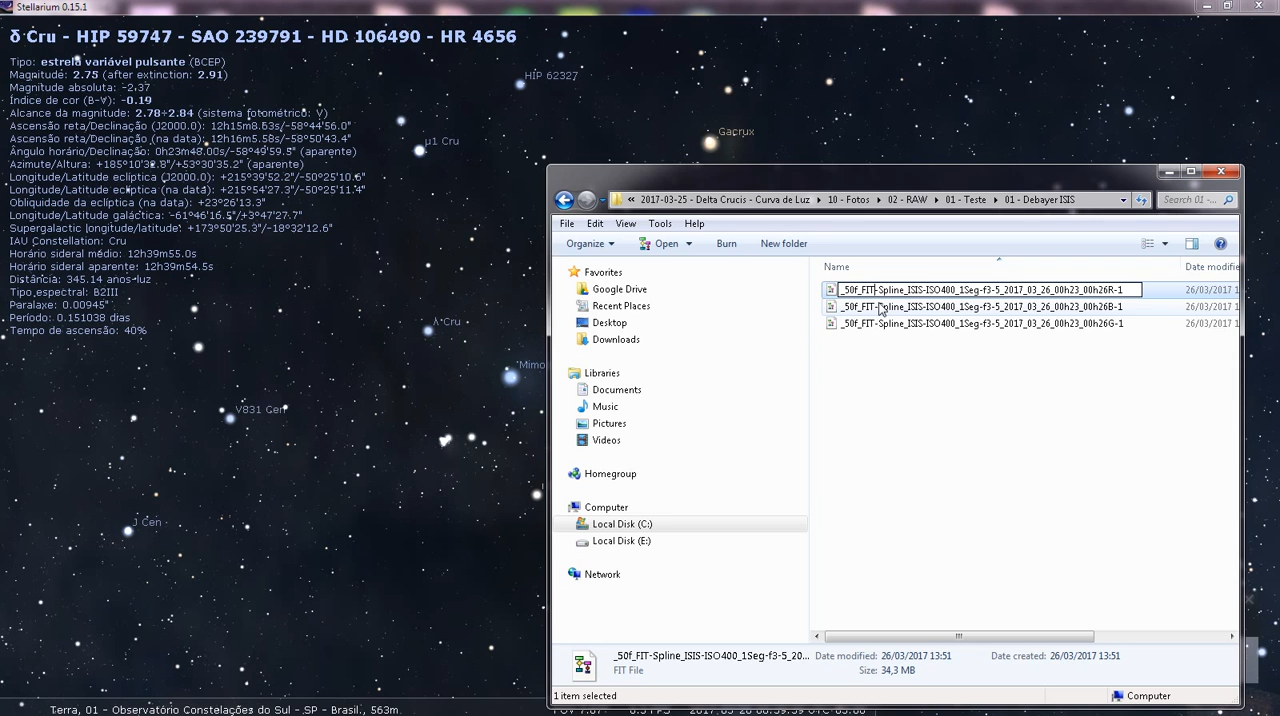 Stellarium 0.15.1
δ Cru - HIP 59747 - SAO 239791 - HD 106490 - HR 4656
Tipo: estrela variável pulsante (BCEP)
Magnitude: 2.75 (after extinction: 2.91)
Magnitude absoluta: -2.37
Índice de cor (B-V): -0.19
Alcance da magnitude: 2.78÷2.84 (sistema fotométrico: V)
Ascensão reta/Declinação (J2000.0): 12h15m8.63s/-58°44'56.0"
Ascensão reta/Declinação (na data): 12h16m3.58s/-58°50'43.4"
Ângulo horário/Declinação: 0h23m48.00s/-58°49'59.5" (aparente)
Azimute/Altura: +185°10'32.8"/+53°30'35.2" (aparente)
Longitude/Latitude eclíptica (J2000.0): +215°39'52.2"/-50°25'10.6"
Longitude/Latitude eclíptica (na data): +215°54'27.3"/-50°25'11.4"
Obliquidade da eclíptica (na data): +23°26'13.3"
Longitude/Latitude galáctica: -61°46'16.5"/+3°47'27.7"
Supergalactic longitude/latitude: +173°50'25.3"/-18°32'12.6"
IAU Constellation: Cru
Horário sideral médio: 12h39m55.0s
Horário sideral aparente: 12h39m54.5s
Distância: 345.14 anos-luz
Tipo espectral: B2III
Paralaxe: 0.00945"
Período: 0.151038 dias
Tempo de ascensão: 40%
HIP 62327
Gacrux
μ1 Cru
λ Cru
Mimo
V831 Cen
J Cen
2017-03-25 - Delta Crucis - Curva de Luz
10 - Fotos
02 - RAW
01 - Teste
01 - Debayer ISIS
Search 01 -...
File Edit View Tools Help
Organize Open Burn New folder
Name Date modifie
Favorites
Google Drive
Recent Places
Desktop
Downloads
Libraries
Documents
Music
Pictures
Videos
Homegroup
Computer
Local Disk (C:)
Local Disk (E:)
Network
_50f_FIT-Spline_ISIS-ISO400_1Seg-f3-5_2017_03_26_00h23_00h26R-1 26/03/2017 1
_50f_FIT-Spline_ISIS-ISO400_1Seg-f3-5_2017_03_26_00h23_00h26B-1 26/03/2017 1
_50f_FIT-Spline_ISIS-ISO400_1Seg-f3-5_2017_03_26_00h23_00h26G-1 26/03/2017 1
_50f_FIT-Spline_ISIS-ISO400_1Seg-f3-5_20... Date modified: 26/03/2017 13:51 Date created: 26/03/2017 13:51
FIT File Size: 34,3 MB
1 item selected Computer
Terra, 01 - Observatório Constelações do Sul - SP - Brasil, 563m